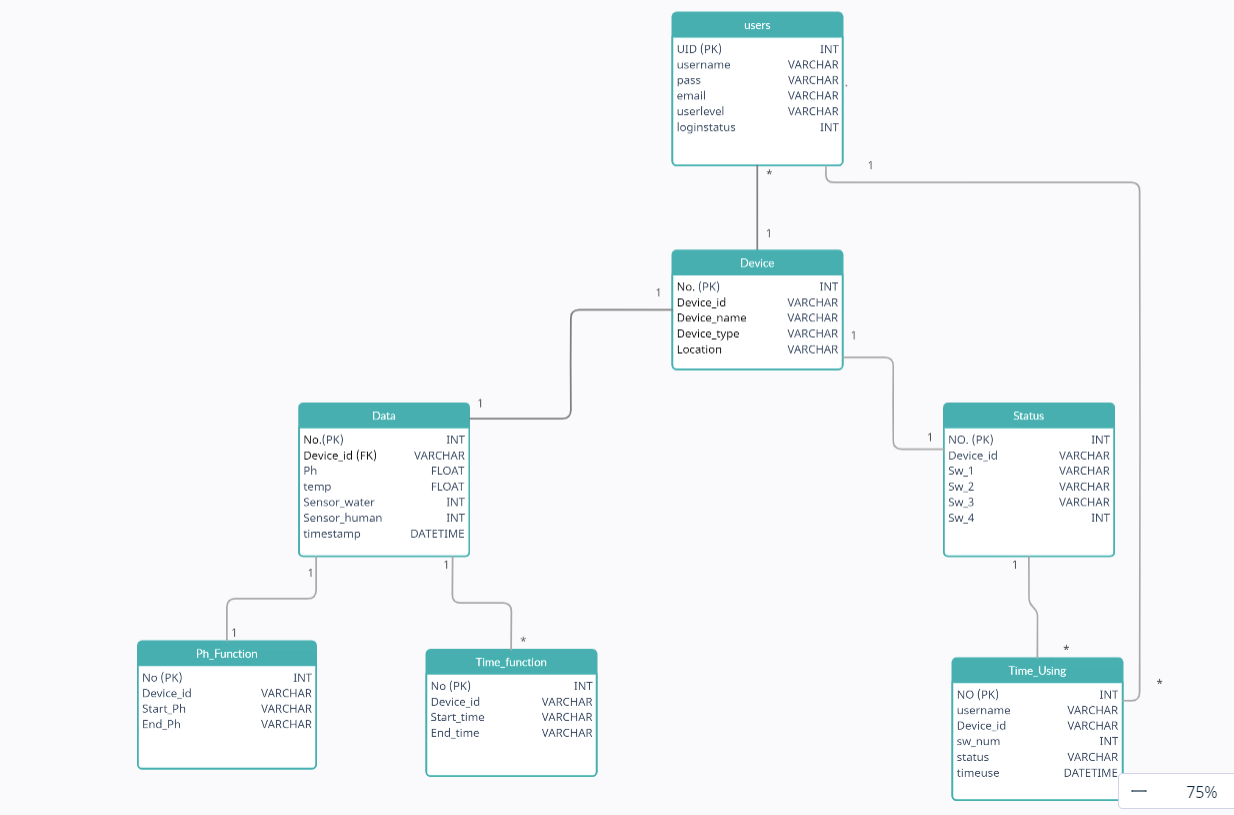 users
UID (PK) INT
username VARCHAR
pass VARCHAR
email VARCHAR
userlevel VARCHAR
loginstatus INT
1
*
1
Device
No. (PK) INT
Device_id VARCHAR
Device_name VARCHAR
Device_type VARCHAR
Location VARCHAR
1
1
1
1
Data
No.(PK) INT
Device_id (FK) VARCHAR
Ph FLOAT
temp FLOAT
Sensor_water INT
Sensor_human INT
timestamp DATETIME
Status
NO. (PK) INT
Device_id VARCHAR
Sw_1 VARCHAR
Sw_2 VARCHAR
Sw_3 VARCHAR
Sw_4 INT
1
1
1
1
*
*
*
Ph_Function
No (PK) INT
Device_id VARCHAR
Start_Ph VARCHAR
End_Ph VARCHAR
Time_function
No (PK) INT
Device_id VARCHAR
Start_time VARCHAR
End_time VARCHAR
Time_Using
NO (PK) INT
username VARCHAR
Device_id VARCHAR
sw_num INT
status VARCHAR
timeuse DATETIME
— 75%